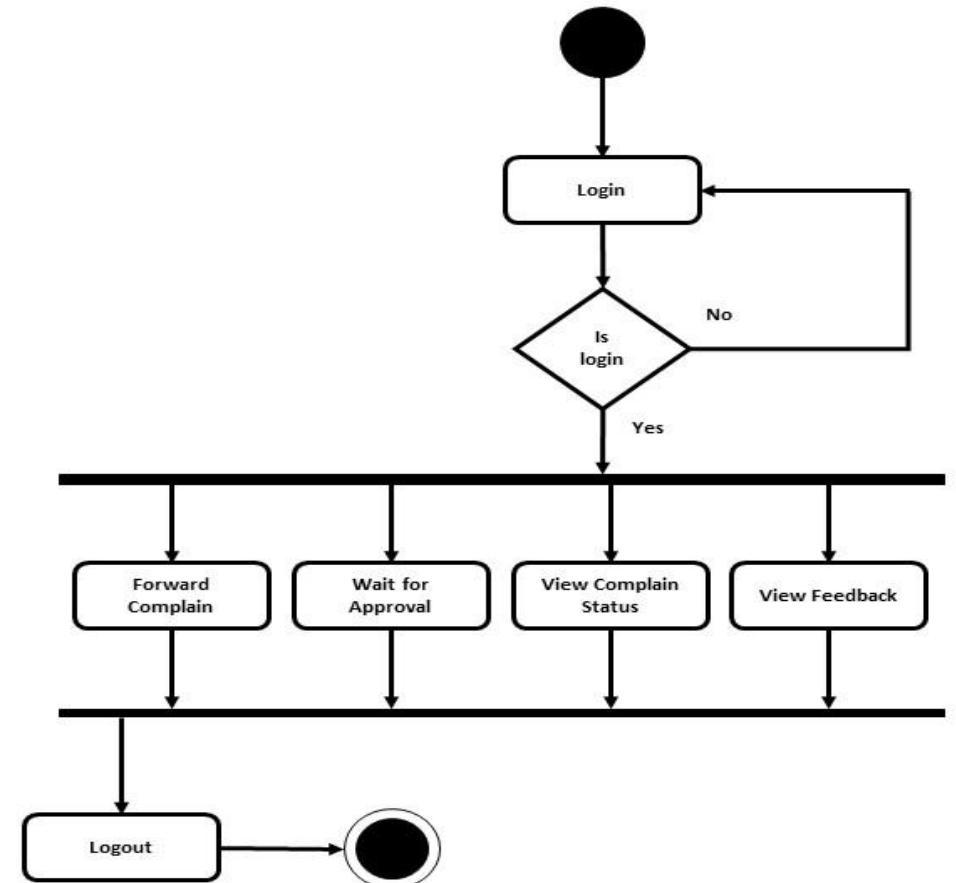 Login
No
Is
login
Yes
Forward
Complain
Wait for
Approval
View Complain
Status
View Feedback
Logout